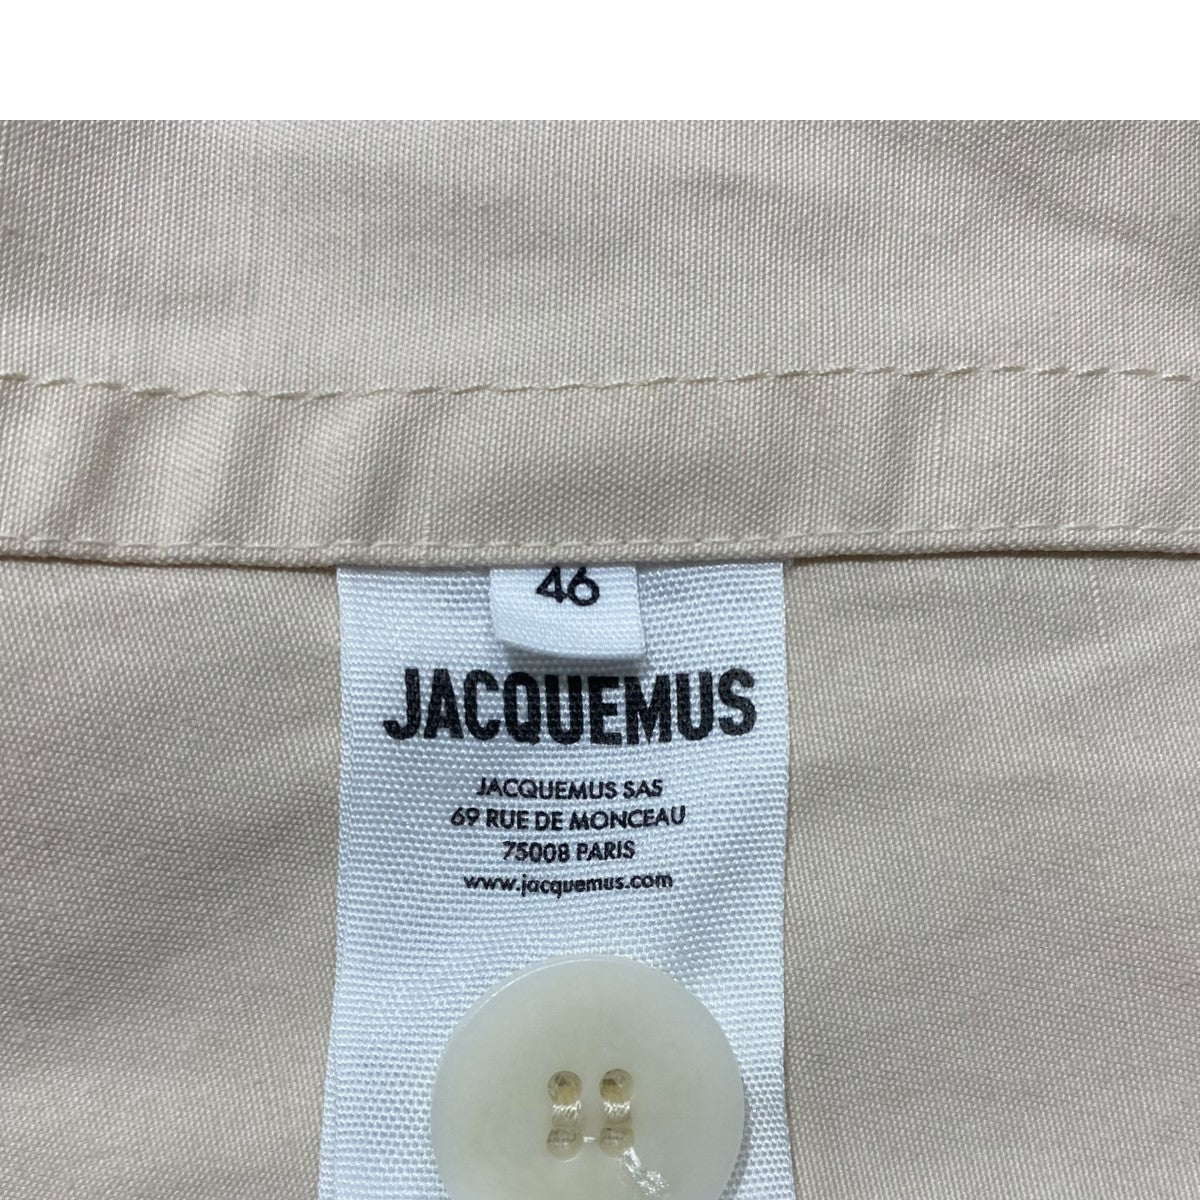 46
JACQUEMUS
JACQUEMUS SAS
69 RUE DE MONCEAU
75008 PARIS
www.jacquemus.com